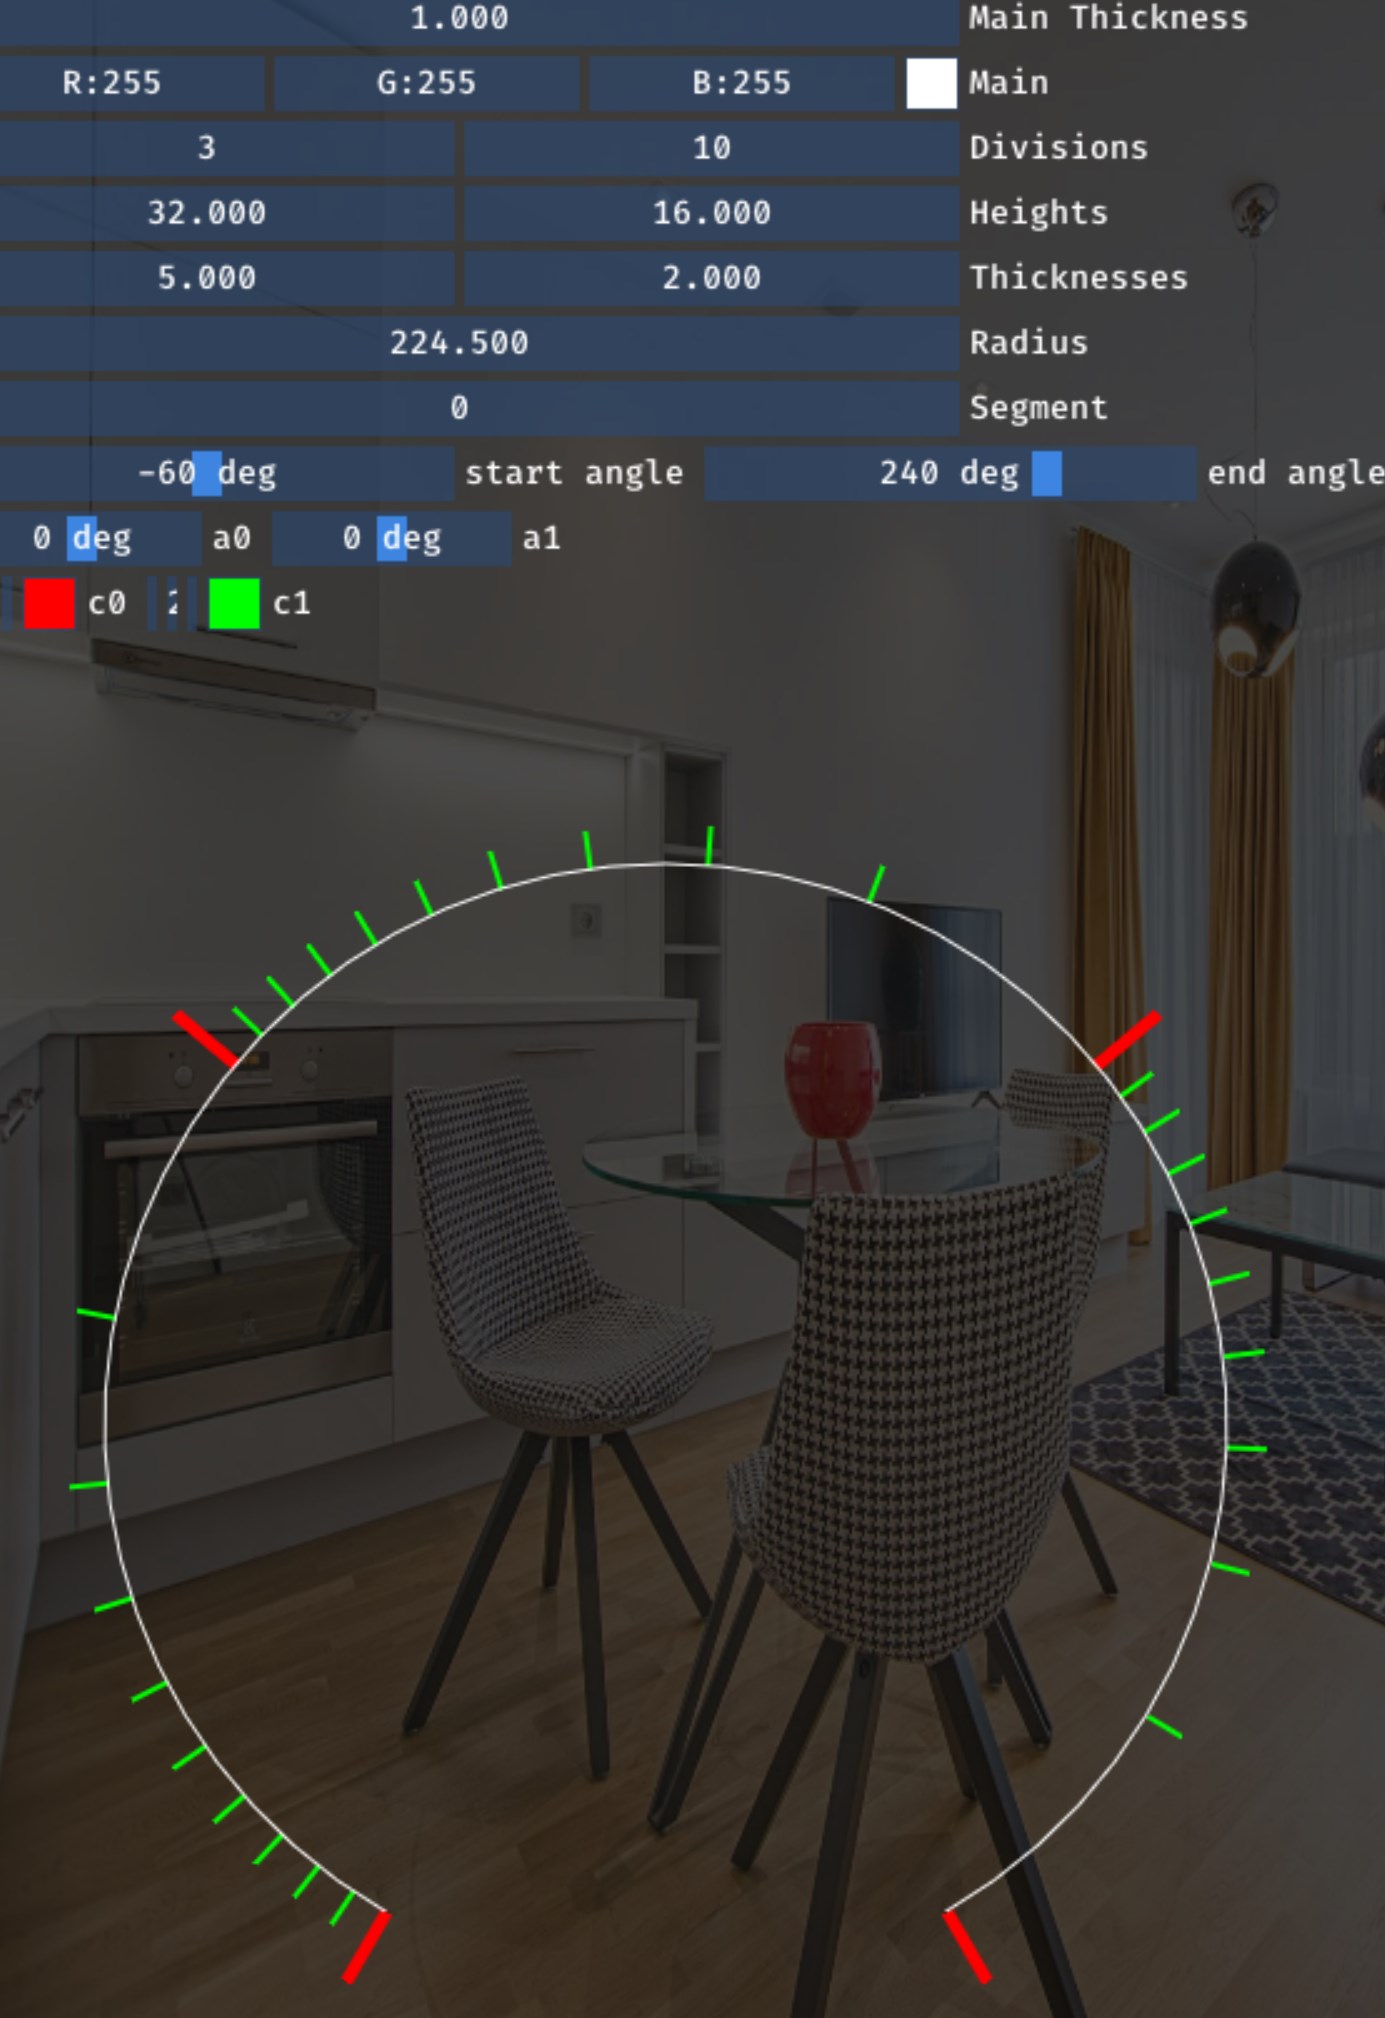 1.000 Main Thickness
R:255 G:255 B:255 Main
3 10 Divisions
32.000 16.000 Heights
5.000 2.000 Thicknesses
224.500 Radius
0 Segment
-60 deg start angle 240 deg end angle
0 deg a0 0 deg a1
c0 2 c1